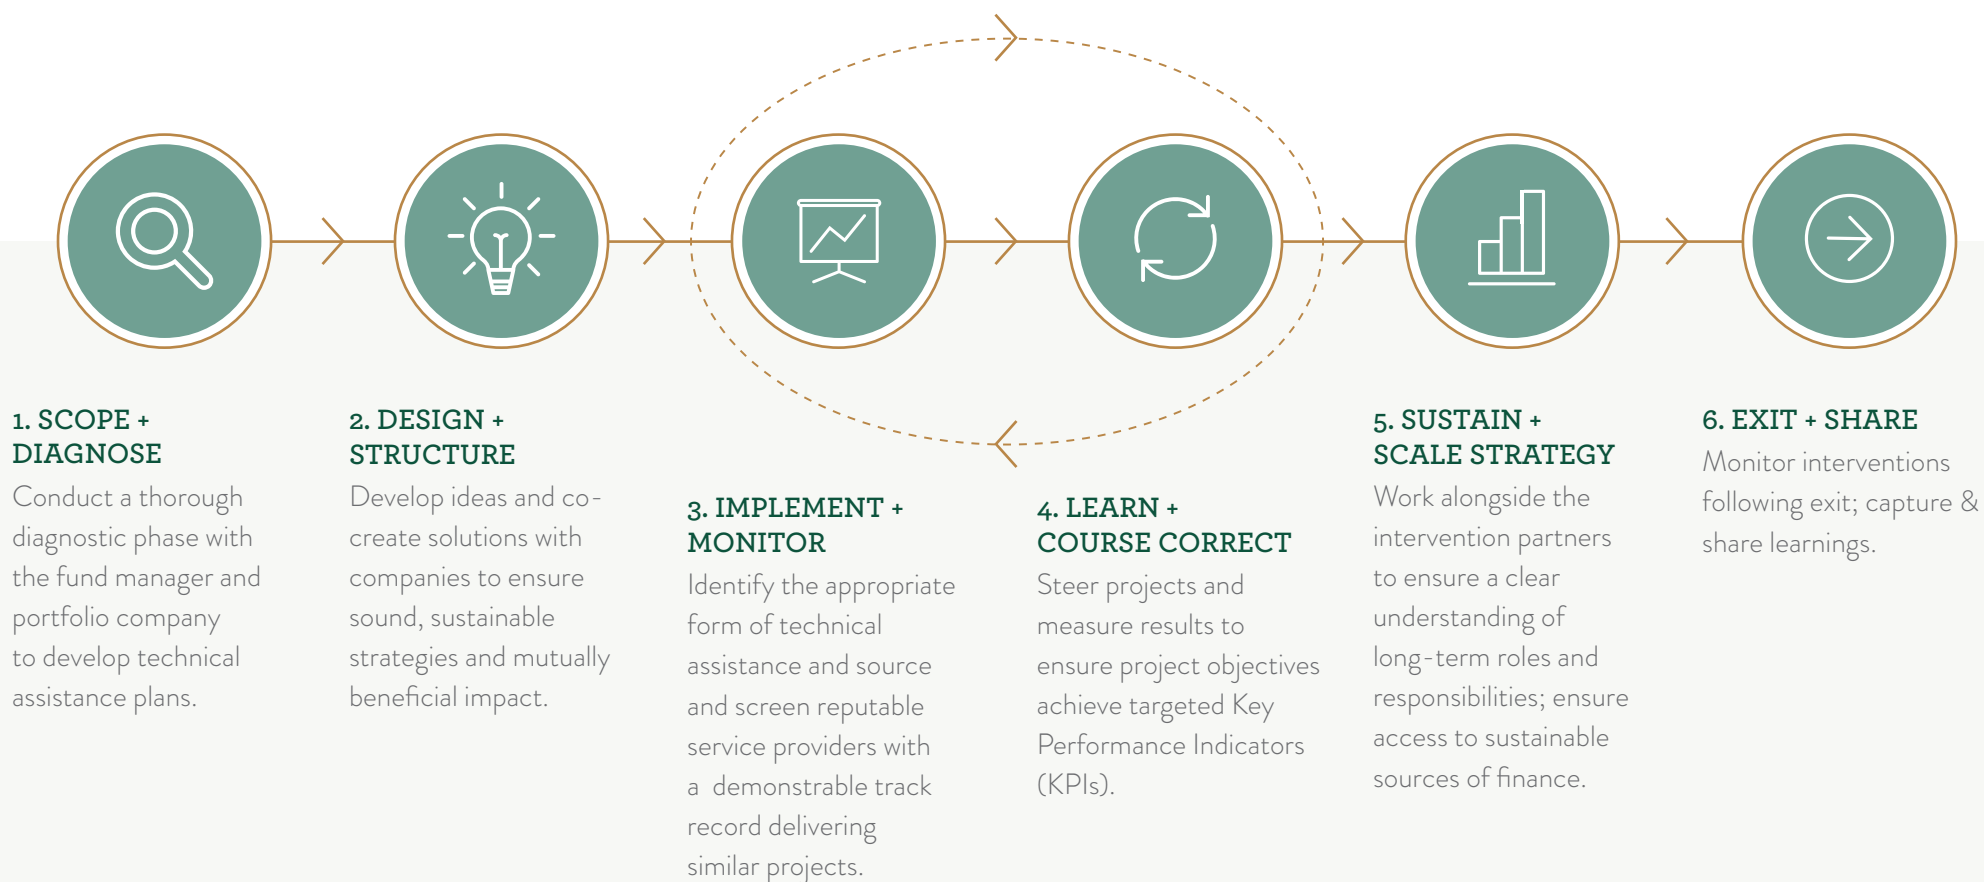 1. SCOPE +
DIAGNOSE
Conduct a thorough
diagnostic phase with
the fund manager and
portfolio company
to develop technical
assistance plans.
2. DESIGN +
STRUCTURE
Develop ideas and co-
create solutions with
companies to ensure
sound, sustainable
strategies and mutually
beneficial impact.
3. IMPLEMENT +
MONITOR
Identify the appropriate
form of technical
assistance and source
and screen reputable
service providers with
a  demonstrable track
record delivering
similar projects.
4. LEARN +
COURSE CORRECT
Steer projects and
measure results to
ensure project objectives
achieve targeted Key
Performance Indicators
(KPIs).
5. SUSTAIN +
SCALE STRATEGY
Work alongside the
intervention partners
to ensure a clear
understanding of
long-term roles and
responsibilities; ensure
access to sustainable
sources of finance.
6. EXIT + SHARE
Monitor interventions
following exit; capture &
share learnings.